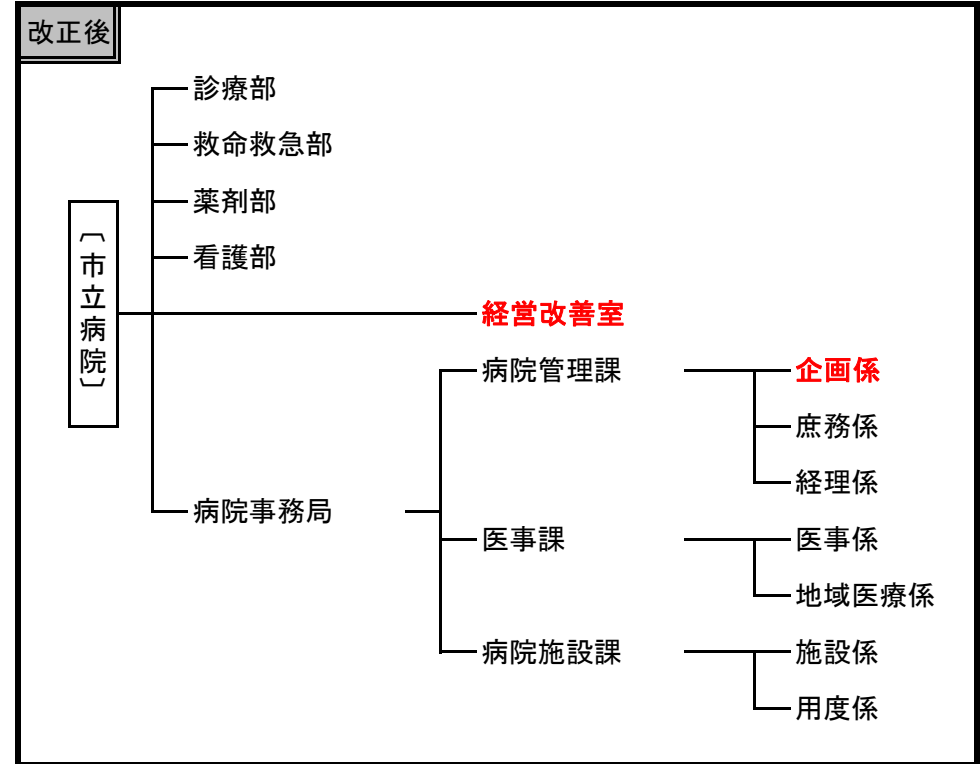 改正後
診療部
救命救急部
薬剤部
看護部
〔市立病院〕
経営改善室
病院管理課
企画係
庶務係
経理係
病院事務局
医事課
医事係
地域医療係
病院施設課
施設係
用度係